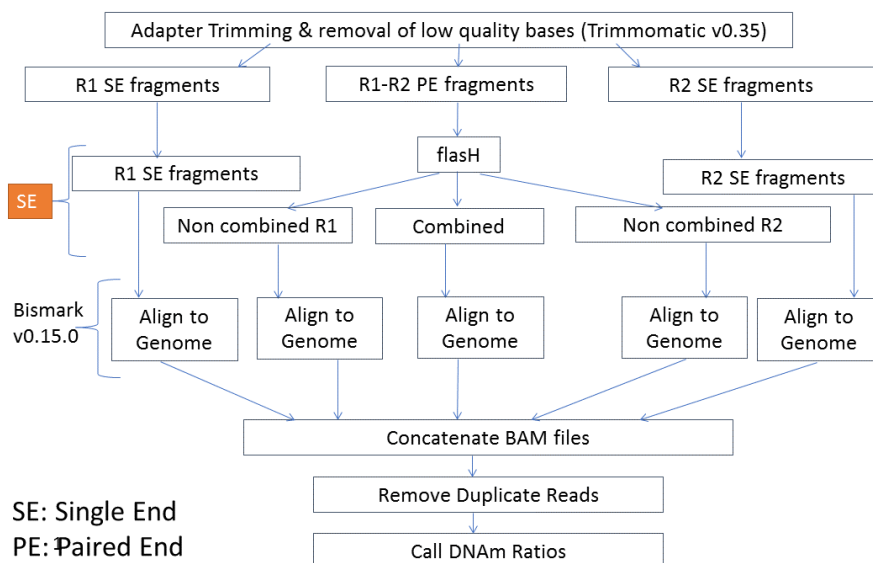 Adapter Trimming & removal of low quality bases (Trimmomatic v0.35)
R1 SE fragments
R1-R2 PE fragments
R2 SE fragments
flasH
R1 SE fragments
R2 SE fragments
SE
Non combined R1
Combined
Non combined R2
Bismark
v0.15.0
Align to
Genome
Align to
Genome
Align to
Genome
Align to
Genome
Align to
Genome
Concatenate BAM files
Remove Duplicate Reads
Call DNAm Ratios
SE: Single End
PE: Paired End
1